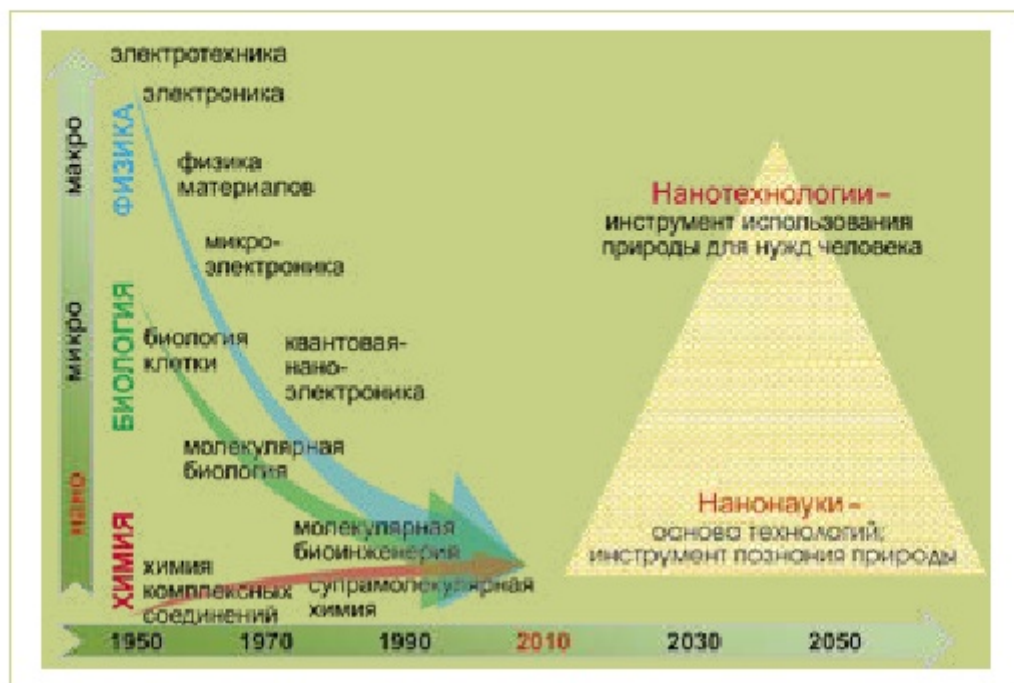 электротехника
электроника
физика
материалов
микро-
электроника
биология
клетки
квантовая-
нано-
электроника
молекулярная
биология
молекулярная
биоинженерия
химия
комплексных
соединений
супрамолекулярная
химия
макро
микро
нано
ФИЗИКА
БИОЛОГИЯ
ХИМИЯ
Нанотехнологии –
инструмент использования
природы для нужд человека
Нанонауки –
основа технологий;
инструмент познания природы
1950 1970 1990 2010 2030 2050